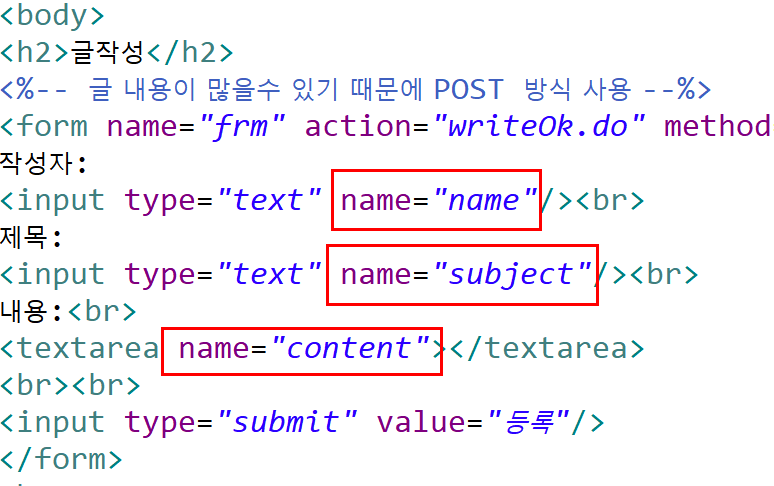 <body>
<h2>글작성</h2>
<%-- 글 내용이 많을수 있기 때문에 POST 방식 사용 --%>
<form name="frm" action="writeOk.do" method
작성자:
<input type="text" name="name"/><br>
제목:
<input type="text" name="subject"/><br>
내용:<br>
<textarea name="content"></textarea>
<br><br>
<input type="submit" value="등록"/>
</form>